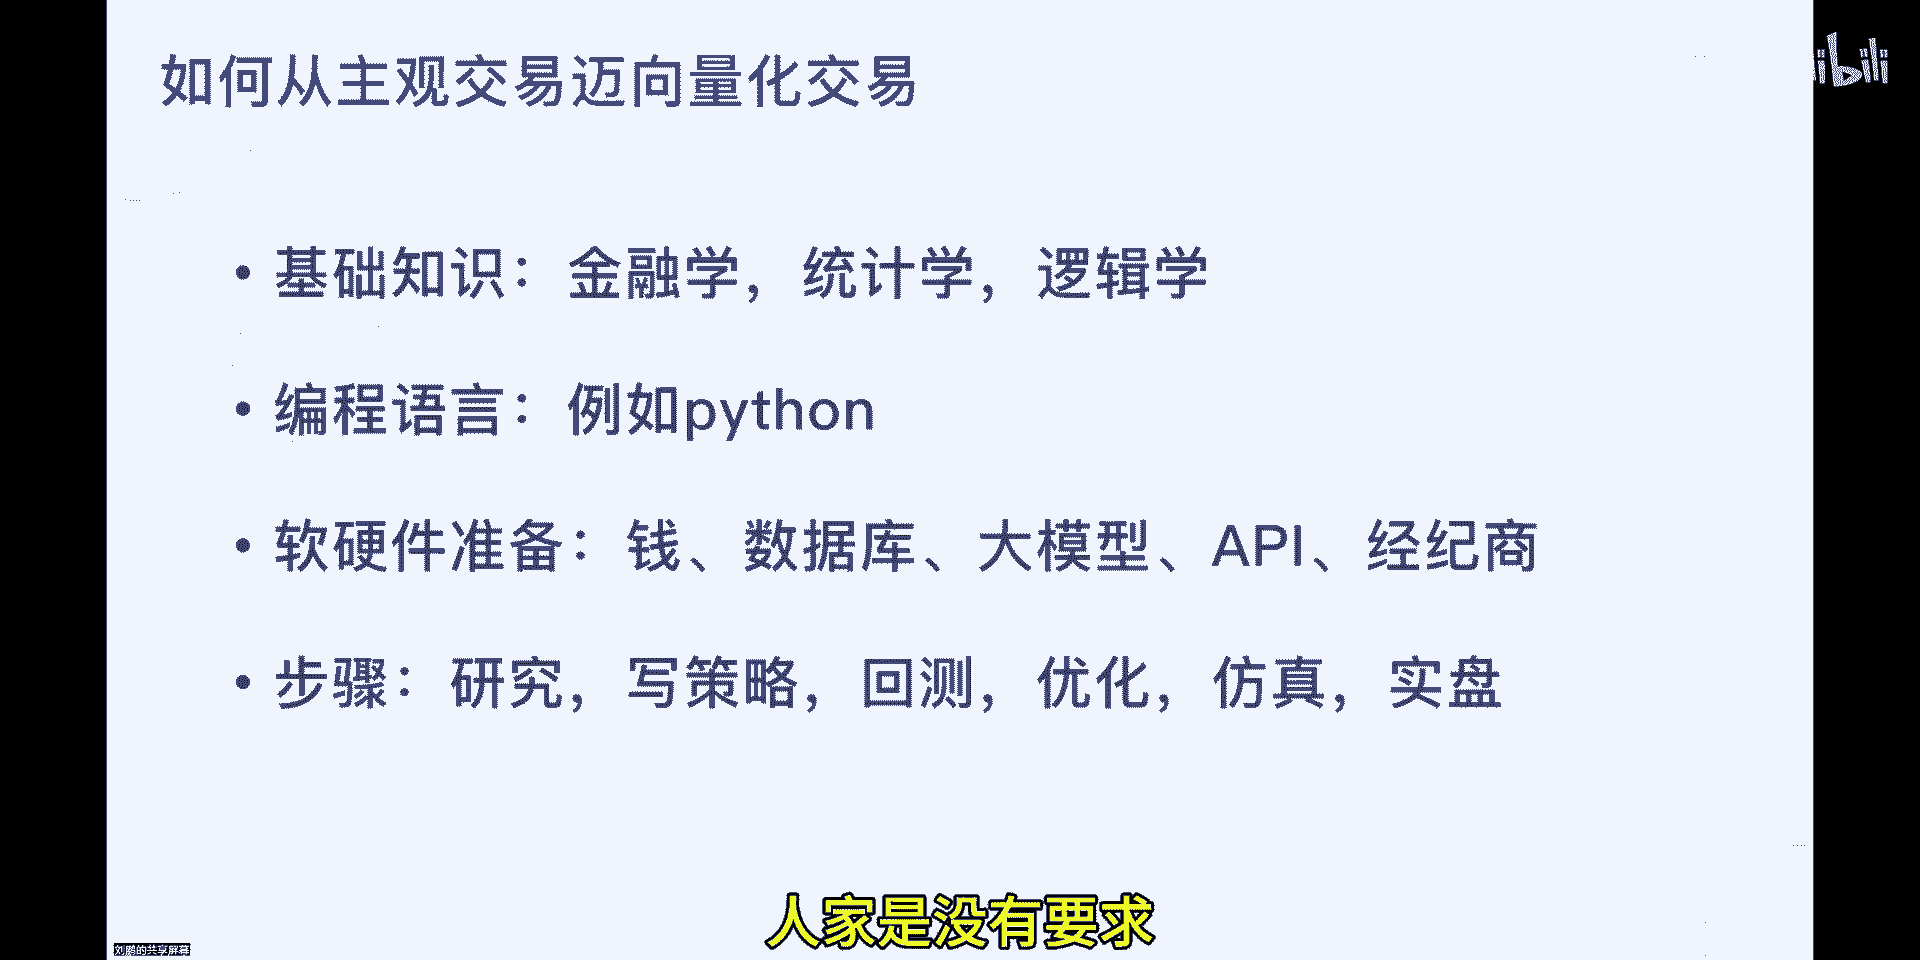 如何从主观交易迈向量化交易
ibili
• 基础知识：金融学，统计学，逻辑学
• 编程语言：例如python
• 软硬件准备：钱、数据库、大模型、API、经纪商
• 步骤：研究，写策略，回测，优化，仿真，实盘
人家是没有要求
刘鹏的共享屏幕